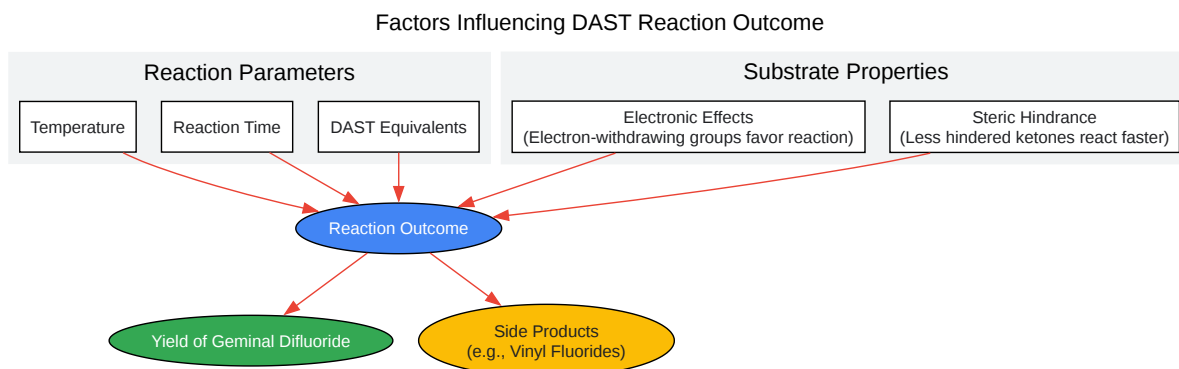 Factors Influencing DAST Reaction Outcome
Reaction Parameters
Substrate Properties
Temperature
Reaction Time
DAST Equivalents
Electronic Effects
(Electron-withdrawing groups favor reaction)
Steric Hindrance
(Less hindered ketones react faster)
Reaction Outcome
Yield of Geminal Difluoride
Side Products
(e.g., Vinyl Fluorides)